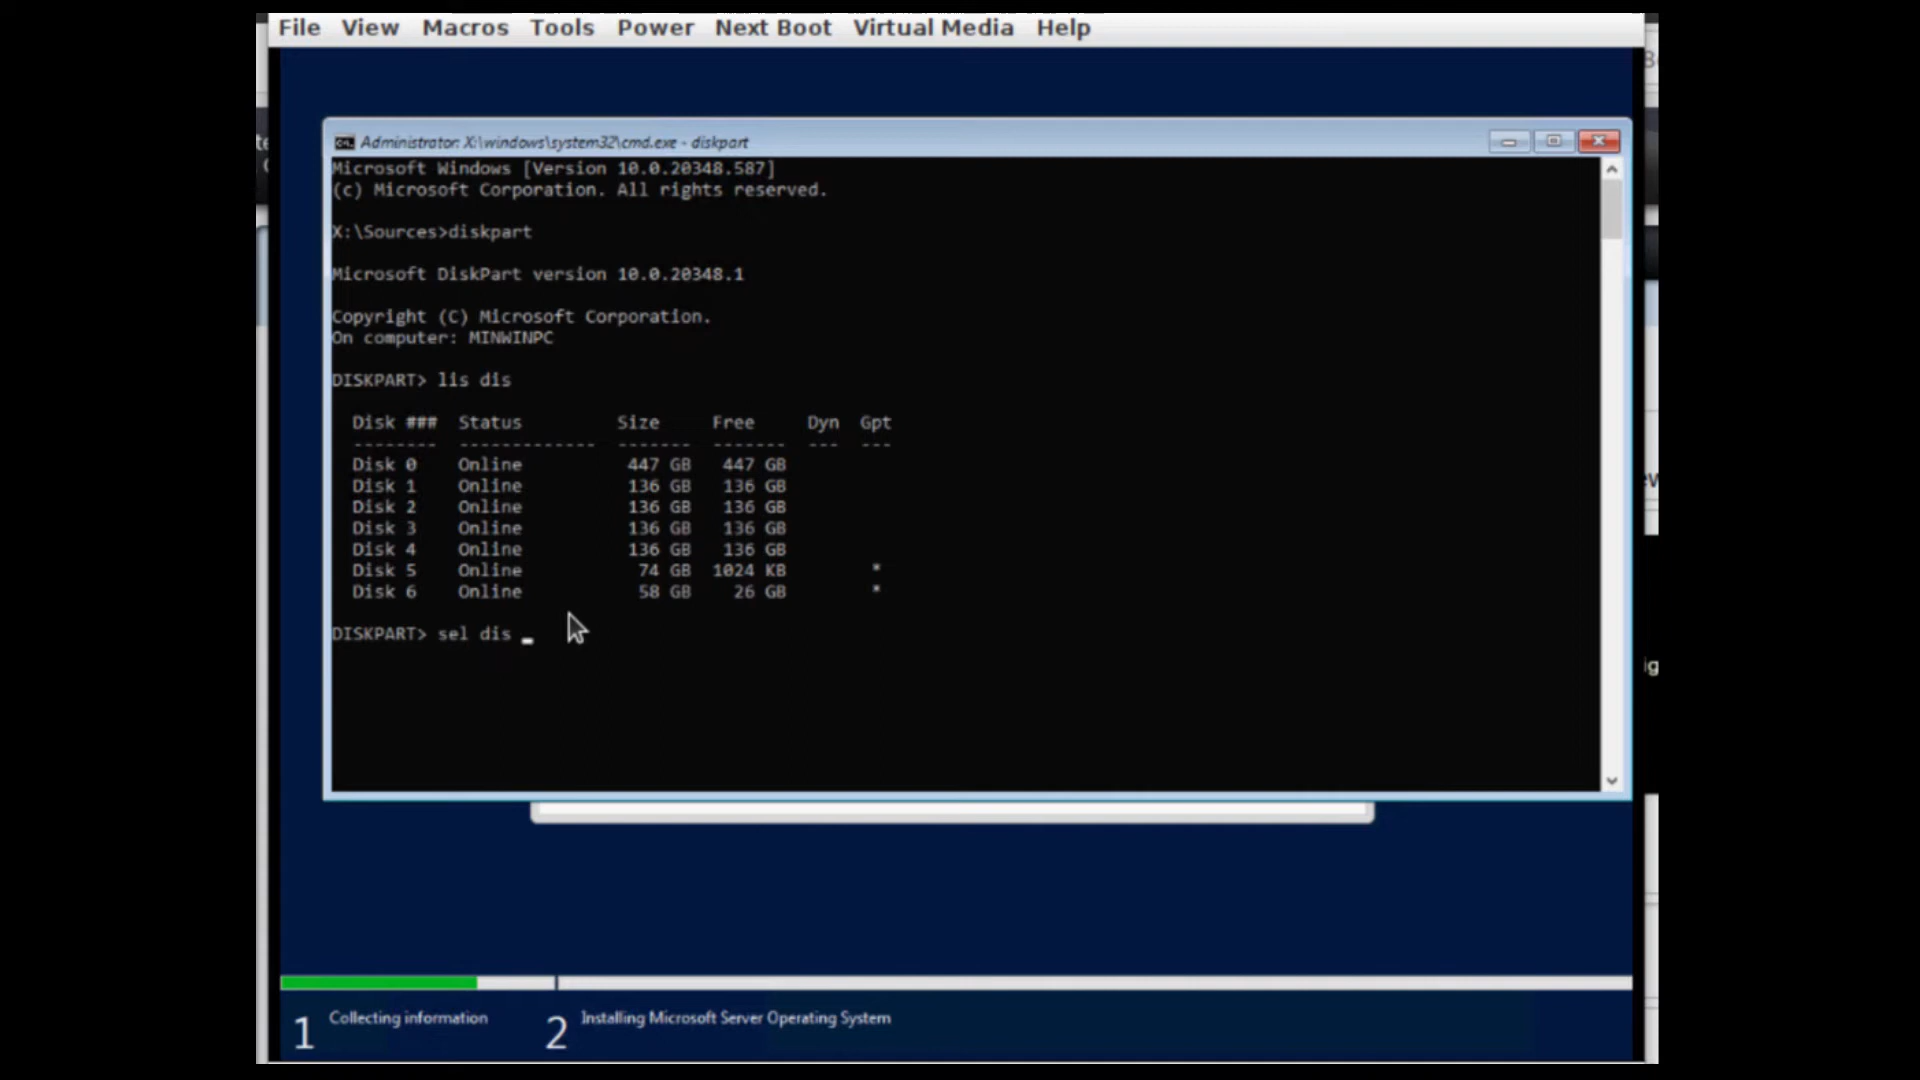 File View Macros Tools Power Next Boot Virtual Media Help
Administrator: X:\windows\system32\cmd.exe - diskpart
Microsoft Windows [Version 10.0.20348.587]
(c) Microsoft Corporation. All rights reserved.
X:\Sources>diskpart
Microsoft DiskPart version 10.0.20348.1
Copyright (C) Microsoft Corporation.
On computer: MINWINPC
DISKPART> lis dis
Disk ### Status Size Free Dyn Gpt
-------- ------------- ------- ------- --- ---
Disk 0 Online 447 GB 447 GB
Disk 1 Online 136 GB 136 GB
Disk 2 Online 136 GB 136 GB
Disk 3 Online 136 GB 136 GB
Disk 4 Online 136 GB 136 GB
Disk 5 Online 74 GB 1024 KB *
Disk 6 Online 58 GB 26 GB *
DISKPART> sel dis _
1 Collecting information 2 Installing Microsoft Server Operating System